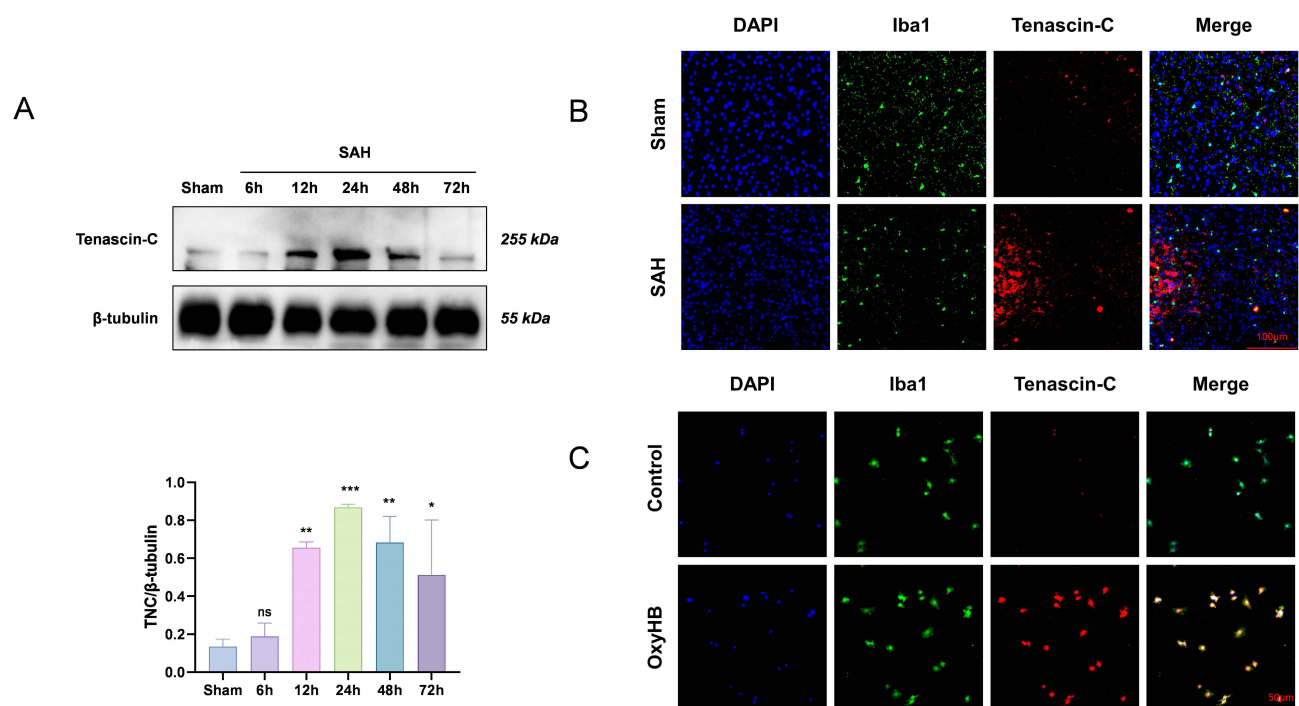 A
SAH
Sham 6h 12h 24h 48h 72h
Tenascin-C 255 kDa
β-tubulin 55 kDa
TNC/β-tubulin
1.0
0.8
0.6
0.4
0.2
0.0
ns
**
***
**
*
Sham 6h 12h 24h 48h 72h
B
DAPI Iba1 Tenascin-C Merge
Sham
SAH
100μm
C
DAPI Iba1 Tenascin-C Merge
Control
OxyHB
50μm